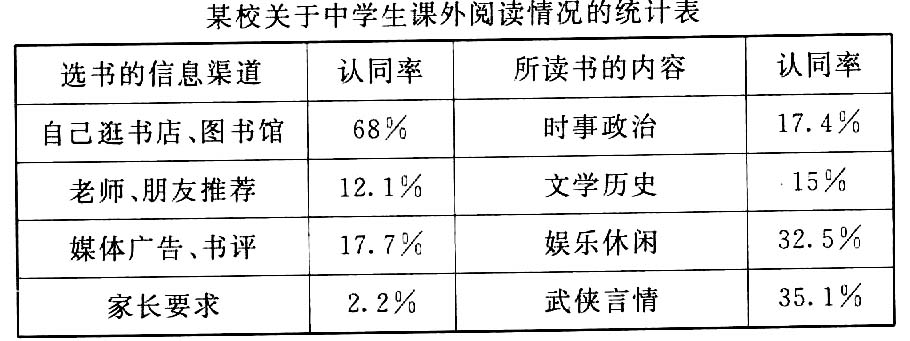 某校关于中学生课外阅读情况的统计表
选书的信息渠道 认同率 所读书的内容 认同率
自己逛书店、图书馆 68% 时事政治 17.4%
老师、朋友推荐 12.1% 文学历史 15%
媒体广告、书评 17.7% 娱乐休闲 32.5%
家长要求 2.2% 武侠言情 35.1%